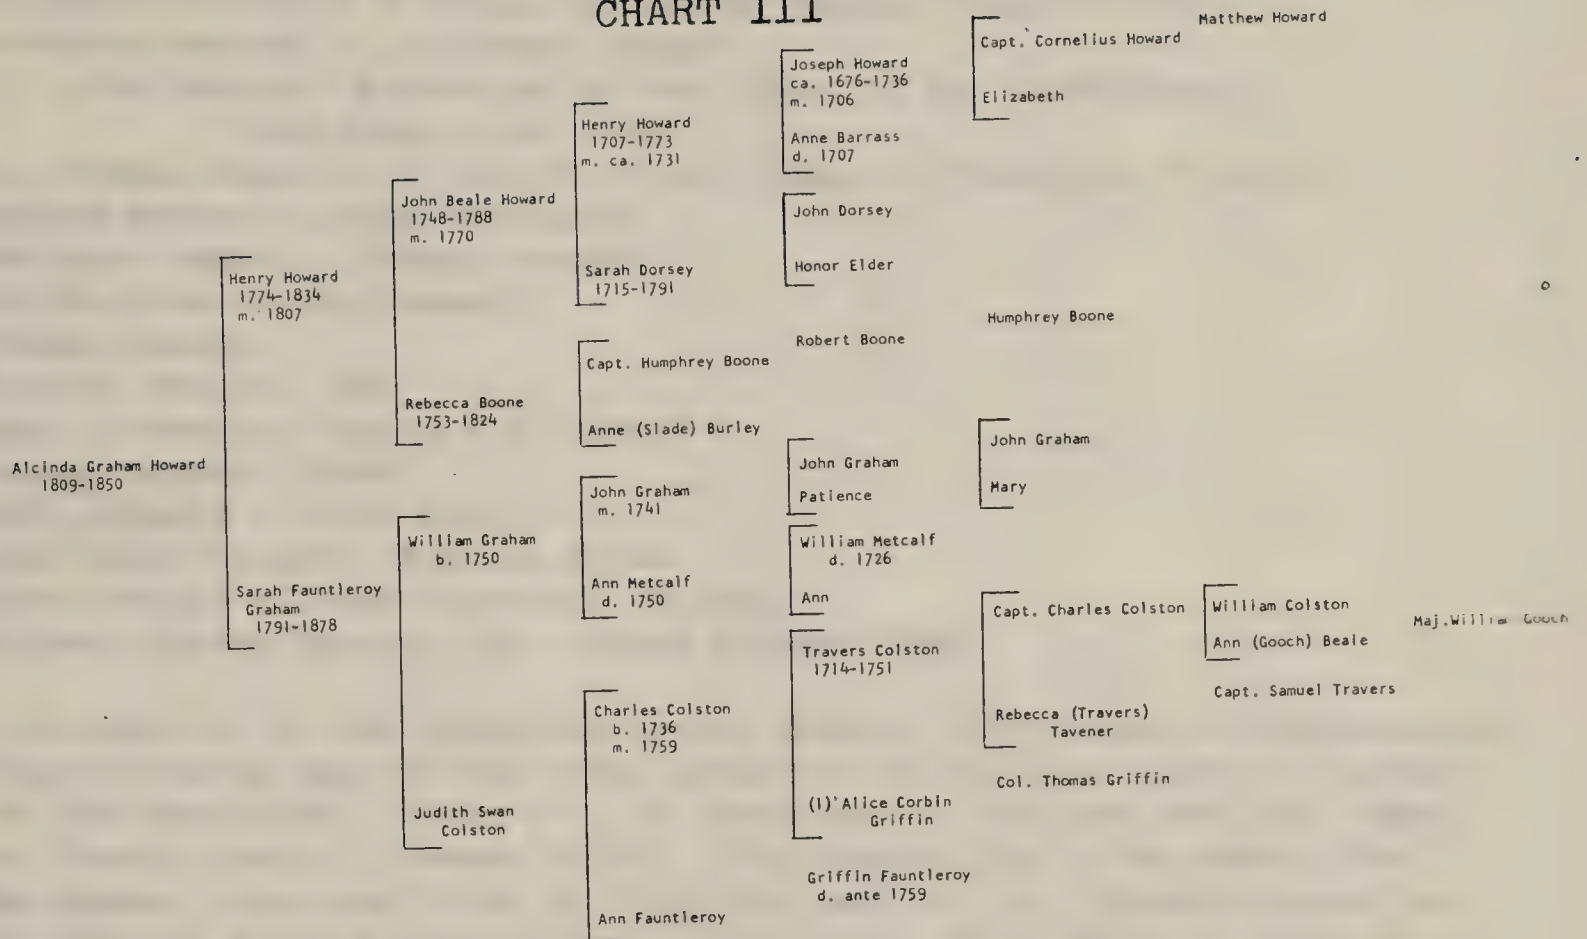 CHART III
Alcinda Graham Howard
1809-1850
Henry Howard
1774-1834
m. 1807
Sarah Fauntleroy
Graham
1791-1878
John Beale Howard
1748-1788
m. 1770
Rebecca Boone
1753-1824
William Graham
b. 1750
Judith Swan
Colston
Henry Howard
1707-1773
m. ca. 1731
Sarah Dorsey
1715-1791
Capt. Humphrey Boone
Anne (Slade) Burley
John Graham
m. 1741
Ann Metcalf
d. 1750
Charles Colston
b. 1736
m. 1759
Ann Fauntleroy
Joseph Howard
ca. 1676-1736
m. 1706
Anne Barrass
d. 1707
John Dorsey
Honor Elder
Robert Boone
John Graham
Patience
William Metcalf
d. 1726
Ann
Travers Colston
1714-1751
(1) Alice Corbin
Griffin
Griffin Fauntleroy
d. ante 1759
Capt. Cornelius Howard
Elizabeth
Humphrey Boone
John Graham
Mary
Capt. Charles Colston
Rebecca (Travers)
Tavener
Col. Thomas Griffin
Matthew Howard
William Colston
Ann (Gooch) Beale
Capt. Samuel Travers
Maj. William Gooch